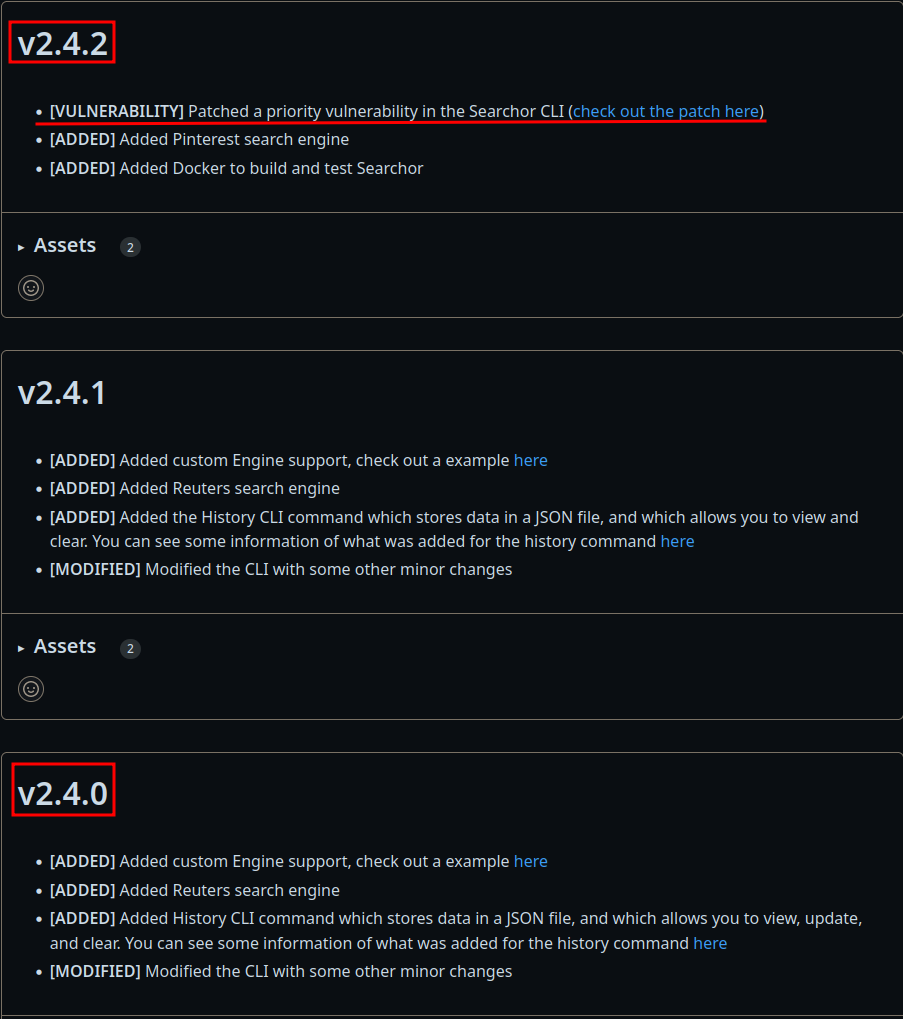 v2.4.2
[VULNERABILITY] Patched a priority vulnerability in the Searchor CLI (check out the patch here)
[ADDED] Added Pinterest search engine
[ADDED] Added Docker to build and test Searchor
Assets 2
v2.4.1
[ADDED] Added custom Engine support, check out a example here
[ADDED] Added Reuters search engine
[ADDED] Added the History CLI command which stores data in a JSON file, and which allows you to view and
clear. You can see some information of what was added for the history command here
[MODIFIED] Modified the CLI with some other minor changes
Assets 2
v2.4.0
[ADDED] Added custom Engine support, check out a example here
[ADDED] Added Reuters search engine
[ADDED] Added History CLI command which stores data in a JSON file, and which allows you to view, update,
and clear. You can see some information of what was added for the history command here
[MODIFIED] Modified the CLI with some other minor changes